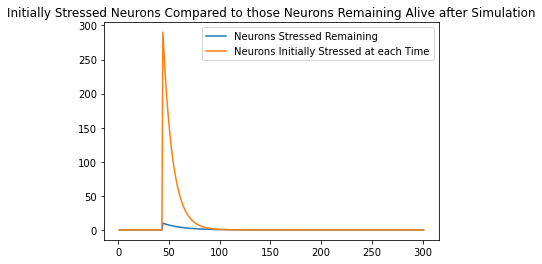 Initially Stressed Neurons Compared to those Neurons Remaining Alive after Simulation
Neurons Stressed Remaining
Neurons Initially Stressed at each Time
300
250
200
150
100
50
0
0 50 100 150 200 250 300